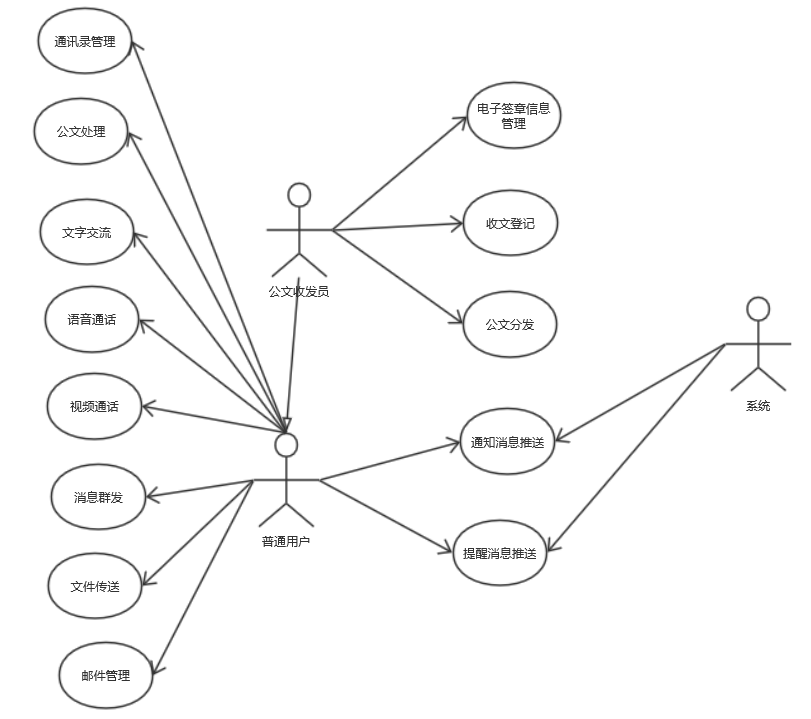 通讯录管理
公文处理
文字交流
语音通话
视频通话
消息群发
文件传送
邮件管理
公文收发员
普通用户
电子签章信息
管理
收文登记
公文分发
通知消息推送
提醒消息推送
系统